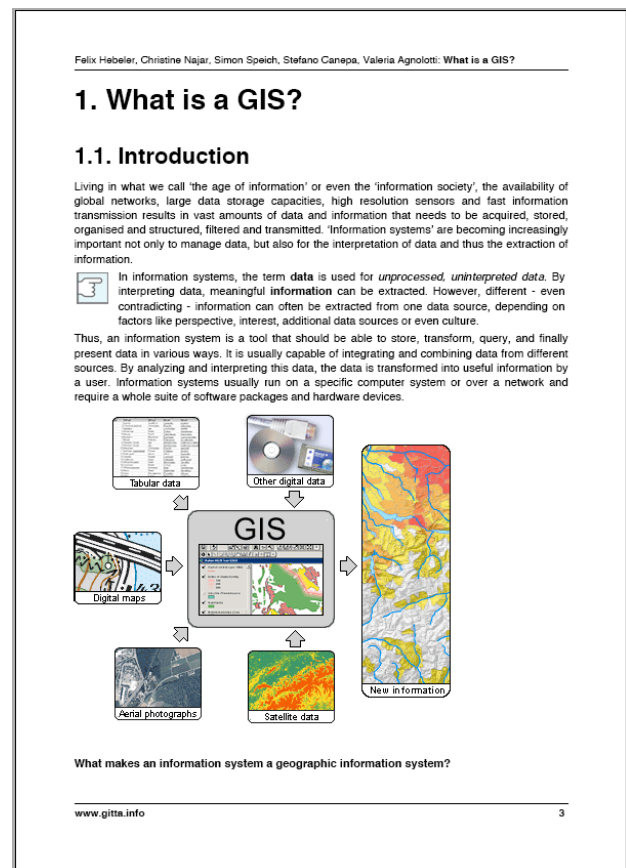 Felix Hebeler, Christine Najar, Simon Speich, Stefano Canepa, Valeria Agnolotti: What is a GIS?
1. What is a GIS?
1.1. Introduction
Living in what we call ‘the age of information’ or even the ‘information society’, the availability of
global networks, large data storage capacities, high resolution sensors and fast information
transmission results in vast amounts of data and information that needs to be acquired, stored,
organised and structured, filtered and transmitted. ‘Information systems’ are becoming increasingly
important not only to manage data, but also for the interpretation of data and thus the extraction of
information.
In information systems, the term data is used for unprocessed, uninterpreted data. By
interpreting data, meaningful information can be extracted. However, different - even
contradicting - information can often be extracted from one data source, depending on
factors like perspective, interest, additional data sources or even culture.
Thus, an information system is a tool that should be able to store, transform, query, and finally
present data in various ways. It is usually capable of integrating and combining data from different
sources. By analyzing and interpreting this data, the data is transformed into useful information by
a user. Information systems usually run on a specific computer system or over a network and
require a whole suite of software packages and hardware devices.
Tabular data
Other digital data
GIS
Digital maps
Aerial photographs
Satellite data
New information
What makes an information system a geographic information system?
www.gitta.info 3